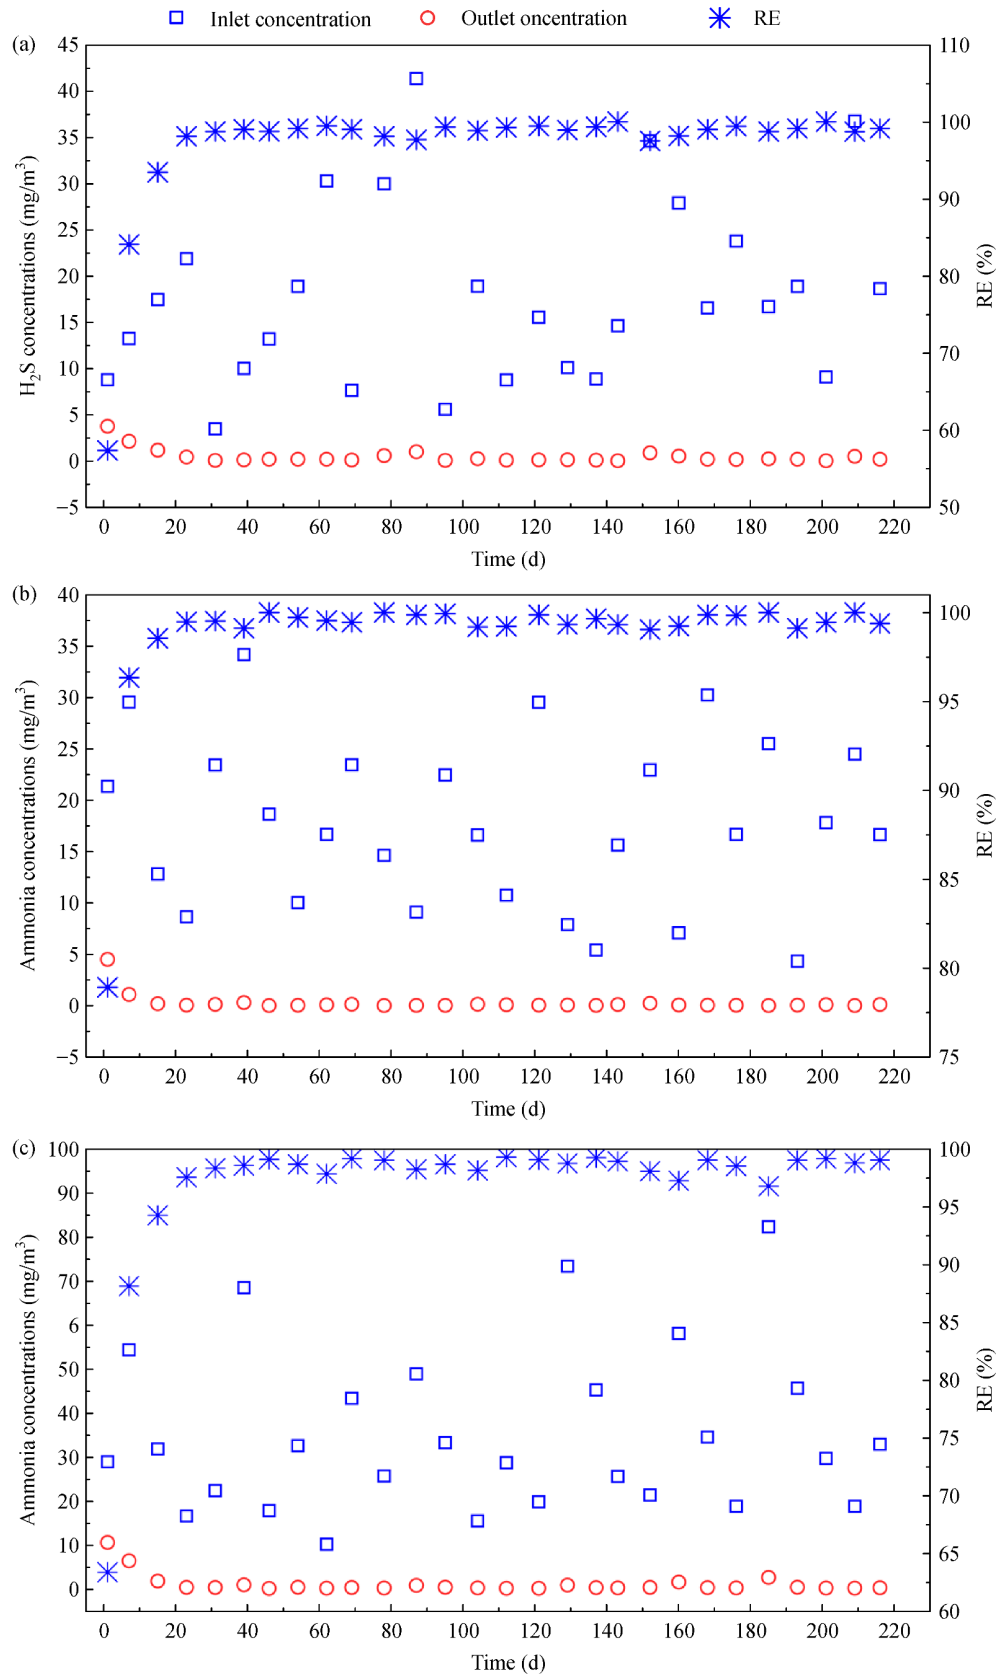 Inlet concentration Outlet oncentration RE
(a) 45 40 35 30 25 20 15 10 5 0 −5
H₂S concentrations (mg/m³)
110 100 90 80 70 60 50
RE (%)
0 20 40 60 80 100 120 140 160 180 200 220
Time (d)
(b) 40 35 30 25 20 15 10 5 0 −5
Ammonia concentrations (mg/m³)
100 95 90 85 80 75
RE (%)
0 20 40 60 80 100 120 140 160 180 200 220
Time (d)
(c) 100 90 80 70 6 50 40 30 20 10 0
Ammonia concentrations (mg/m³)
100 95 90 85 80 75 70 65 60
RE (%)
0 20 40 60 80 100 120 140 160 180 200 220
Time (d)